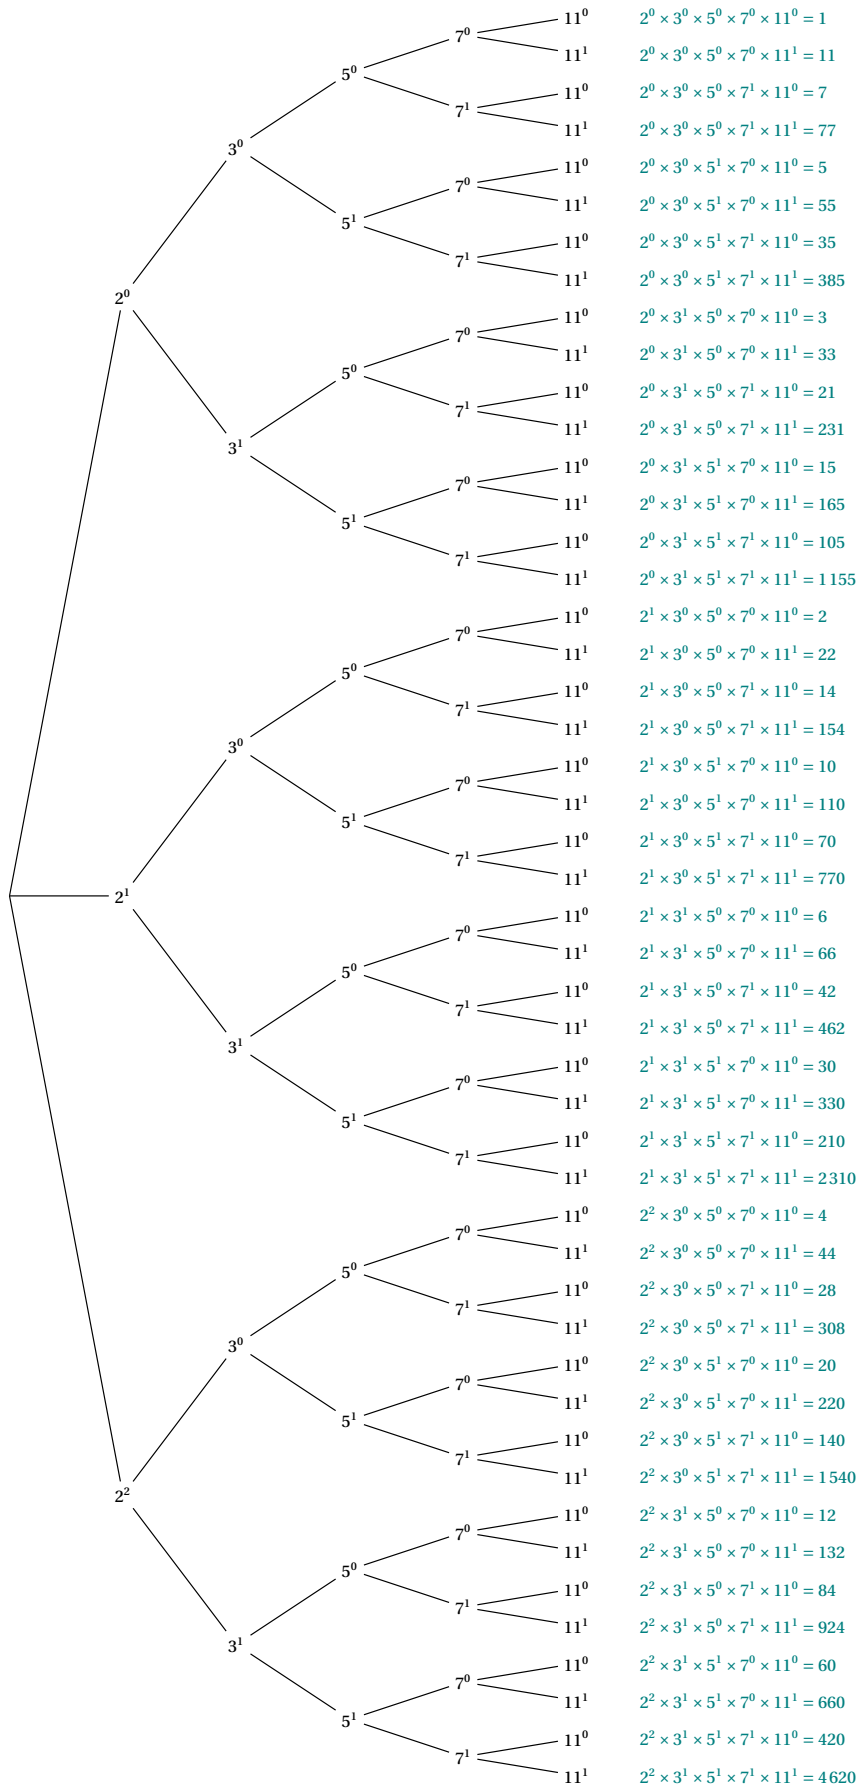 11⁰ 2⁰ × 3⁰ × 5⁰ × 7⁰ × 11⁰ = 1
7⁰
11¹ 2⁰ × 3⁰ × 5⁰ × 7⁰ × 11¹ = 11
5⁰
11⁰ 2⁰ × 3⁰ × 5⁰ × 7¹ × 11⁰ = 7
7¹
11¹ 2⁰ × 3⁰ × 5⁰ × 7¹ × 11¹ = 77
3⁰
11⁰ 2⁰ × 3⁰ × 5¹ × 7⁰ × 11⁰ = 5
7⁰
11¹ 2⁰ × 3⁰ × 5¹ × 7⁰ × 11¹ = 55
5¹
11⁰ 2⁰ × 3⁰ × 5¹ × 7¹ × 11⁰ = 35
7¹
11¹ 2⁰ × 3⁰ × 5¹ × 7¹ × 11¹ = 385
2⁰
11⁰ 2⁰ × 3¹ × 5⁰ × 7⁰ × 11⁰ = 3
7⁰
11¹ 2⁰ × 3¹ × 5⁰ × 7⁰ × 11¹ = 33
5⁰
11⁰ 2⁰ × 3¹ × 5⁰ × 7¹ × 11⁰ = 21
7¹
11¹ 2⁰ × 3¹ × 5⁰ × 7¹ × 11¹ = 231
3¹
11⁰ 2⁰ × 3¹ × 5¹ × 7⁰ × 11⁰ = 15
7⁰
11¹ 2⁰ × 3¹ × 5¹ × 7⁰ × 11¹ = 165
5¹
11⁰ 2⁰ × 3¹ × 5¹ × 7¹ × 11⁰ = 105
7¹
11¹ 2⁰ × 3¹ × 5¹ × 7¹ × 11¹ = 1 155
11⁰ 2¹ × 3⁰ × 5⁰ × 7⁰ × 11⁰ = 2
7⁰
11¹ 2¹ × 3⁰ × 5⁰ × 7⁰ × 11¹ = 22
5⁰
11⁰ 2¹ × 3⁰ × 5⁰ × 7¹ × 11⁰ = 14
7¹
11¹ 2¹ × 3⁰ × 5⁰ × 7¹ × 11¹ = 154
3⁰
11⁰ 2¹ × 3⁰ × 5¹ × 7⁰ × 11⁰ = 10
7⁰
11¹ 2¹ × 3⁰ × 5¹ × 7⁰ × 11¹ = 110
5¹
11⁰ 2¹ × 3⁰ × 5¹ × 7¹ × 11⁰ = 70
7¹
11¹ 2¹ × 3⁰ × 5¹ × 7¹ × 11¹ = 770
2¹
11⁰ 2¹ × 3¹ × 5⁰ × 7⁰ × 11⁰ = 6
7⁰
11¹ 2¹ × 3¹ × 5⁰ × 7⁰ × 11¹ = 66
5⁰
11⁰ 2¹ × 3¹ × 5⁰ × 7¹ × 11⁰ = 42
7¹
11¹ 2¹ × 3¹ × 5⁰ × 7¹ × 11¹ = 462
3¹
11⁰ 2¹ × 3¹ × 5¹ × 7⁰ × 11⁰ = 30
7⁰
11¹ 2¹ × 3¹ × 5¹ × 7⁰ × 11¹ = 330
5¹
11⁰ 2¹ × 3¹ × 5¹ × 7¹ × 11⁰ = 210
7¹
11¹ 2¹ × 3¹ × 5¹ × 7¹ × 11¹ = 2 310
11⁰ 2² × 3⁰ × 5⁰ × 7⁰ × 11⁰ = 4
7⁰
11¹ 2² × 3⁰ × 5⁰ × 7⁰ × 11¹ = 44
5⁰
11⁰ 2² × 3⁰ × 5⁰ × 7¹ × 11⁰ = 28
7¹
11¹ 2² × 3⁰ × 5⁰ × 7¹ × 11¹ = 308
3⁰
11⁰ 2² × 3⁰ × 5¹ × 7⁰ × 11⁰ = 20
7⁰
11¹ 2² × 3⁰ × 5¹ × 7⁰ × 11¹ = 220
5¹
11⁰ 2² × 3⁰ × 5¹ × 7¹ × 11⁰ = 140
7¹
11¹ 2² × 3⁰ × 5¹ × 7¹ × 11¹ = 1 540
2²
11⁰ 2² × 3¹ × 5⁰ × 7⁰ × 11⁰ = 12
7⁰
11¹ 2² × 3¹ × 5⁰ × 7⁰ × 11¹ = 132
5⁰
11⁰ 2² × 3¹ × 5⁰ × 7¹ × 11⁰ = 84
7¹
11¹ 2² × 3¹ × 5⁰ × 7¹ × 11¹ = 924
3¹
11⁰ 2² × 3¹ × 5¹ × 7⁰ × 11⁰ = 60
7⁰
11¹ 2² × 3¹ × 5¹ × 7⁰ × 11¹ = 660
5¹
11⁰ 2² × 3¹ × 5¹ × 7¹ × 11⁰ = 420
7¹
11¹ 2² × 3¹ × 5¹ × 7¹ × 11¹ = 4 620